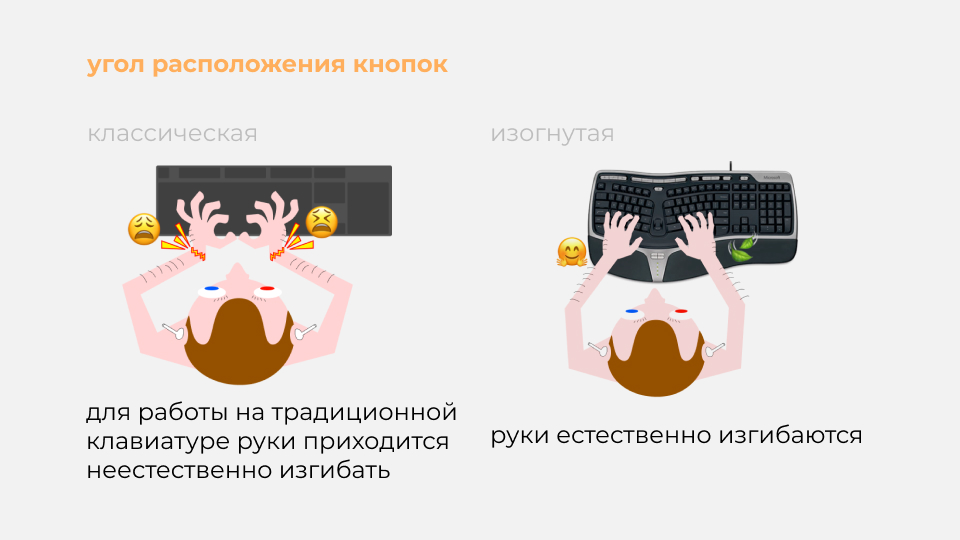 угол расположения кнопок
классическая
изогнутая
для работы на традиционной
клавиатуре руки приходится
неестественно изгибать
руки естественно изгибаются